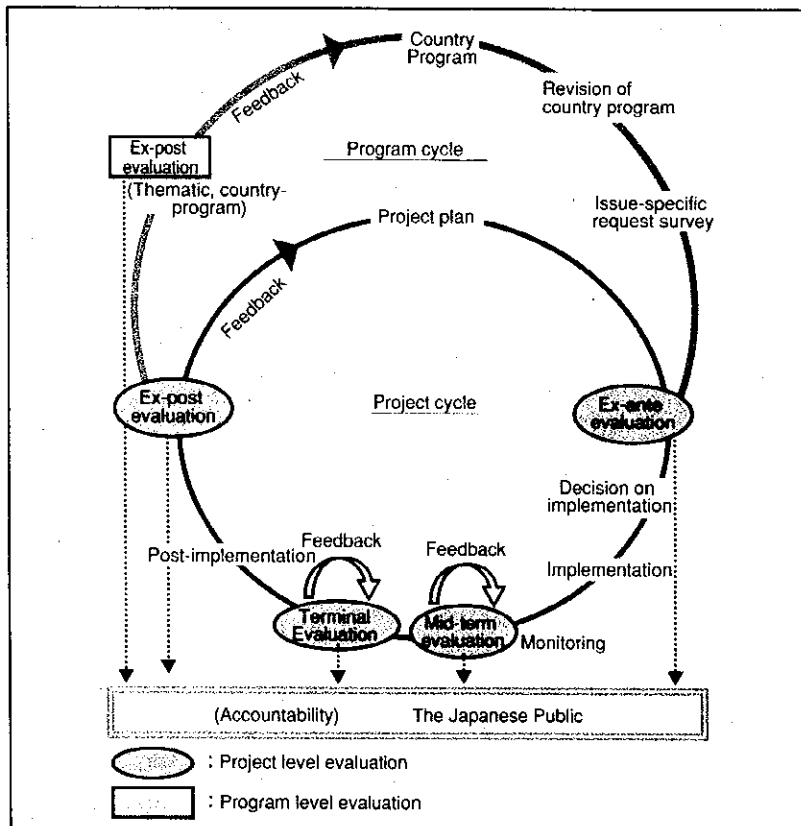 Country
Program
Feedback
Revision of
country program
Ex-post
evaluation
Program cycle
(Thematic, country-
program)
Issue-specific
request survey
Project plan
Feedback
Ex-post
evaluation
Project cycle
Ex-ante
evaluation
Decision on
implementation
Feedback
Feedback
Post-implementation
Implementation
Terminal
Evaluation
Mid-term
evaluation
Monitoring
(Accountability) The Japanese Public
: Project level evaluation
: Program level evaluation